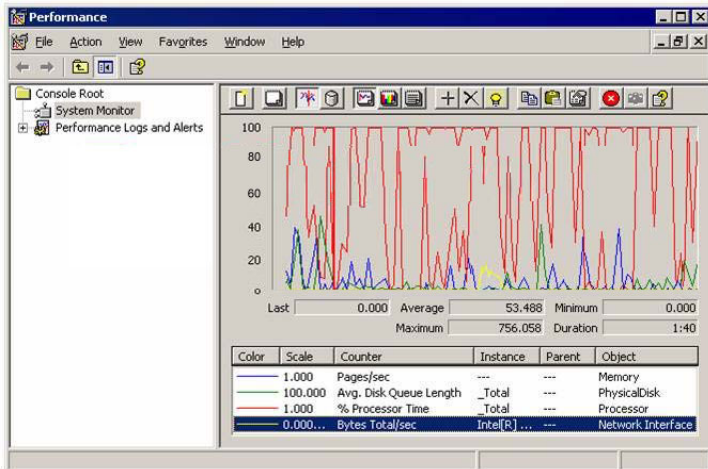 Performance
File Action View Favorites Window Help
Console Root
System Monitor
Performance Logs and Alerts
100
80
60
40
20
0
Last 0.000 Average 53.488 Minimum 0.000
Maximum 756.058 Duration 1:40
Color Scale Counter Instance Parent Object
1.000 Pages/sec --- --- Memory
100.000 Avg. Disk Queue Length _Total --- PhysicalDisk
1.000 % Processor Time _Total --- Processor
0.000... Bytes Total/sec Intel[R] ... --- Network Interface